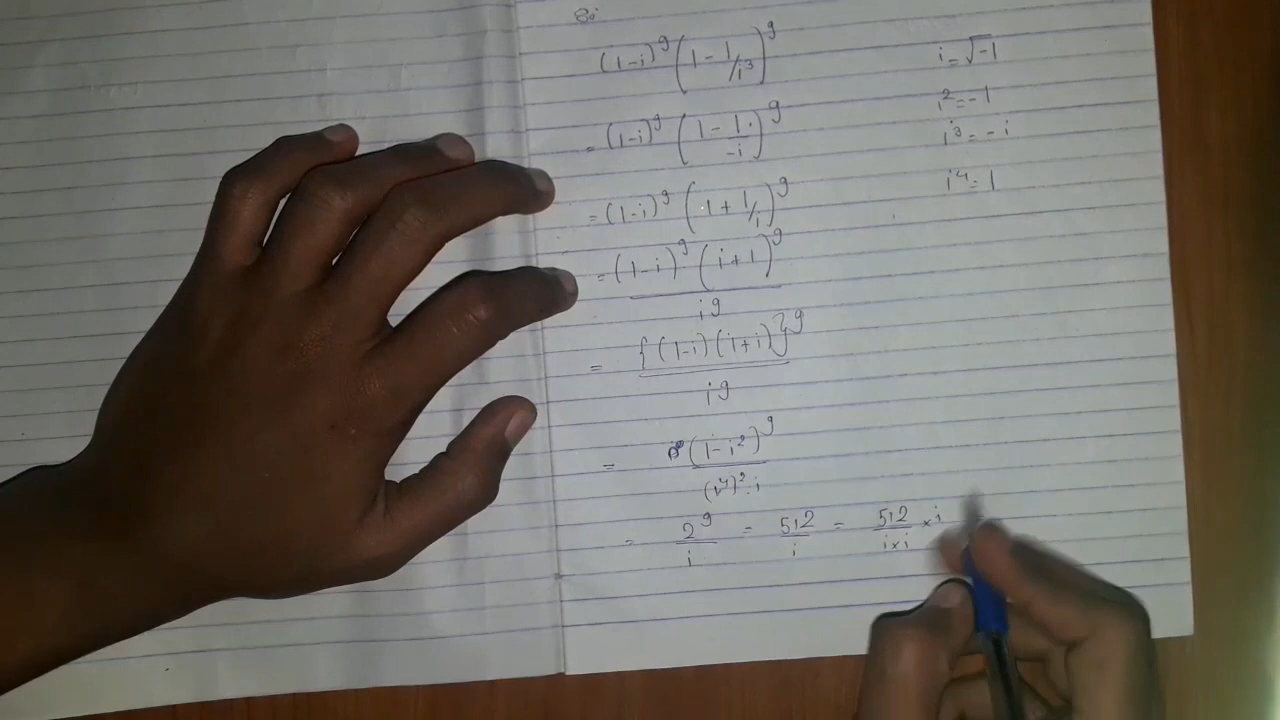 (1-i)^9 (1 - 1/i^3)^9
= (1-i)^9 (1 - 1/-i)^9
= (1-i)^9 (1 + 1/i)^9
= (1-i)^9 (i+1)^9 / i^9
= {(1-i)(1+i)}^9 / i^9
= (1-i^2)^9 / (i^4)^2 . i
= 2^9/i = 512/i = 512/i×i × i
i = √-1
i^2 = -1
i^3 = -i
i^4 = 1